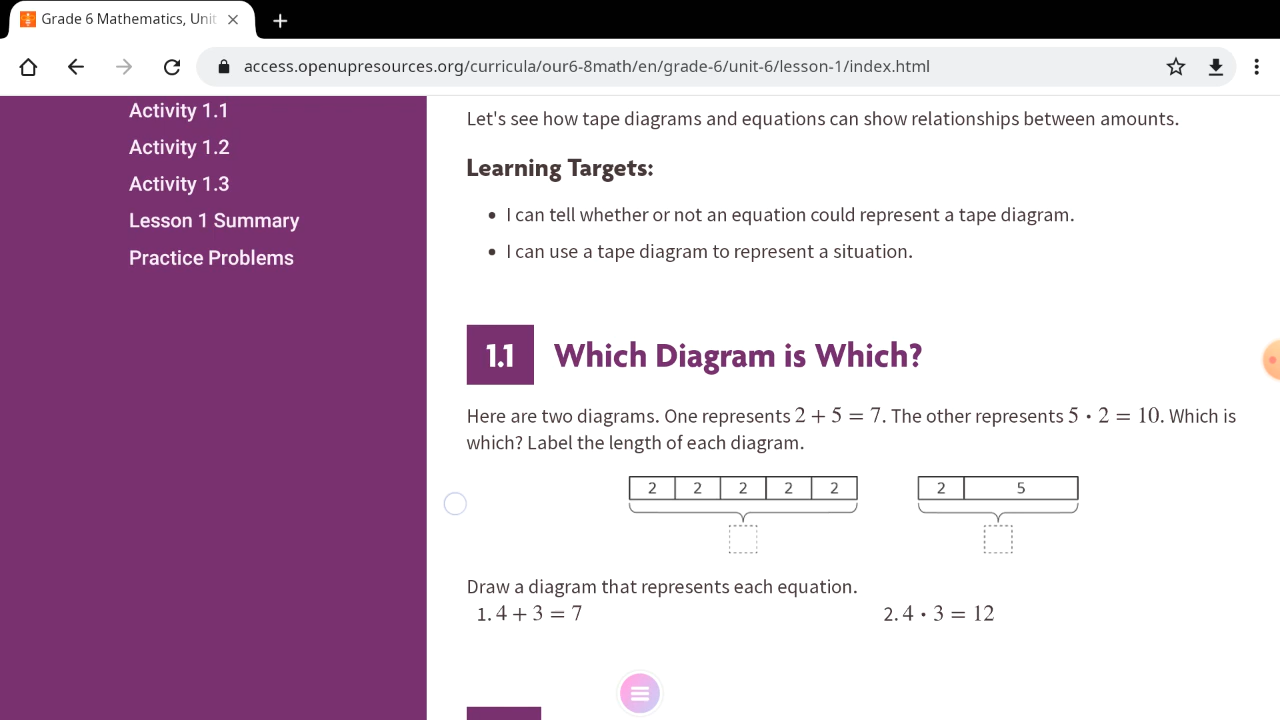 Grade 6 Mathematics, Unit
access.openupresources.org/curricula/our6-8math/en/grade-6/unit-6/lesson-1/index.html
Activity 1.1
Activity 1.2
Activity 1.3
Lesson 1 Summary
Practice Problems
Let's see how tape diagrams and equations can show relationships between amounts.
Learning Targets:
• I can tell whether or not an equation could represent a tape diagram.
• I can use a tape diagram to represent a situation.
1.1 Which Diagram is Which?
Here are two diagrams. One represents 2 + 5 = 7. The other represents 5 · 2 = 10. Which is
which? Label the length of each diagram.
2 2 2 2 2 2 5
Draw a diagram that represents each equation.
1. 4 + 3 = 7 2. 4 · 3 = 12